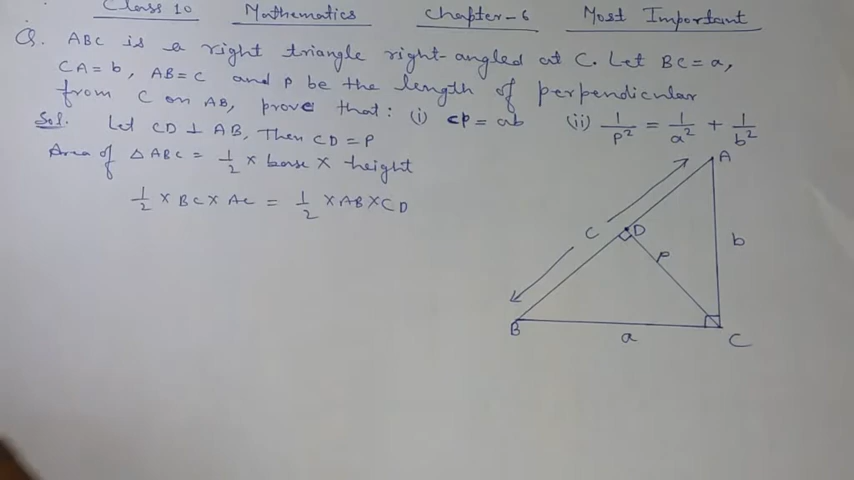 Class 10 Mathematics Chapter-6 Most Important
Q. ABC is a right triangle right-angled at C. Let BC = a,
CA = b, AB = c and p be the length of perpendicular
from C on AB, prove that: (i) cp = ab (ii) 1/p² = 1/a² + 1/b²
Sol. Let CD ⊥ AB, Then CD = P
Area of △ ABC = 1/2 × base × height
1/2 × BC × AC = 1/2 × AB × CD
A
C
D
b
P
B
a
C